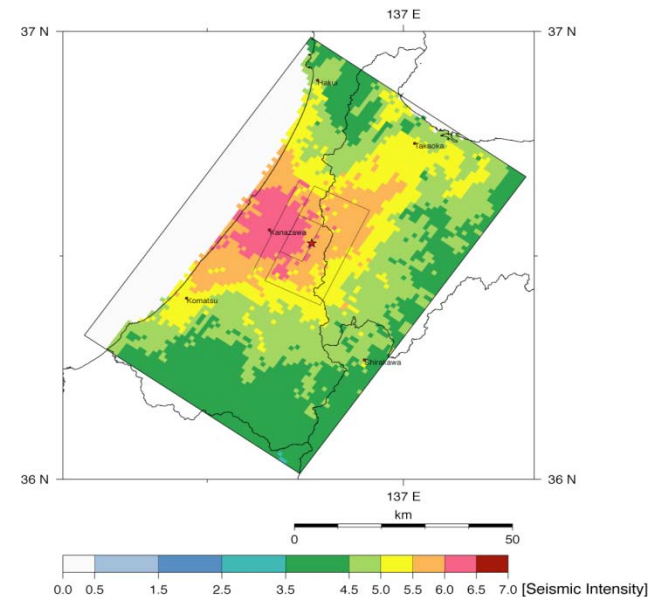 137 E
37 N
37 N
Hakui
Takaoka
Kanazawa
Komatsu
Shirakawa
36 N
36 N
137 E
km
0
50
0.0 0.5 1.5 2.5 3.5 4.5 5.0 5.5 6.0 6.5 7.0 [Seismic Intensity]